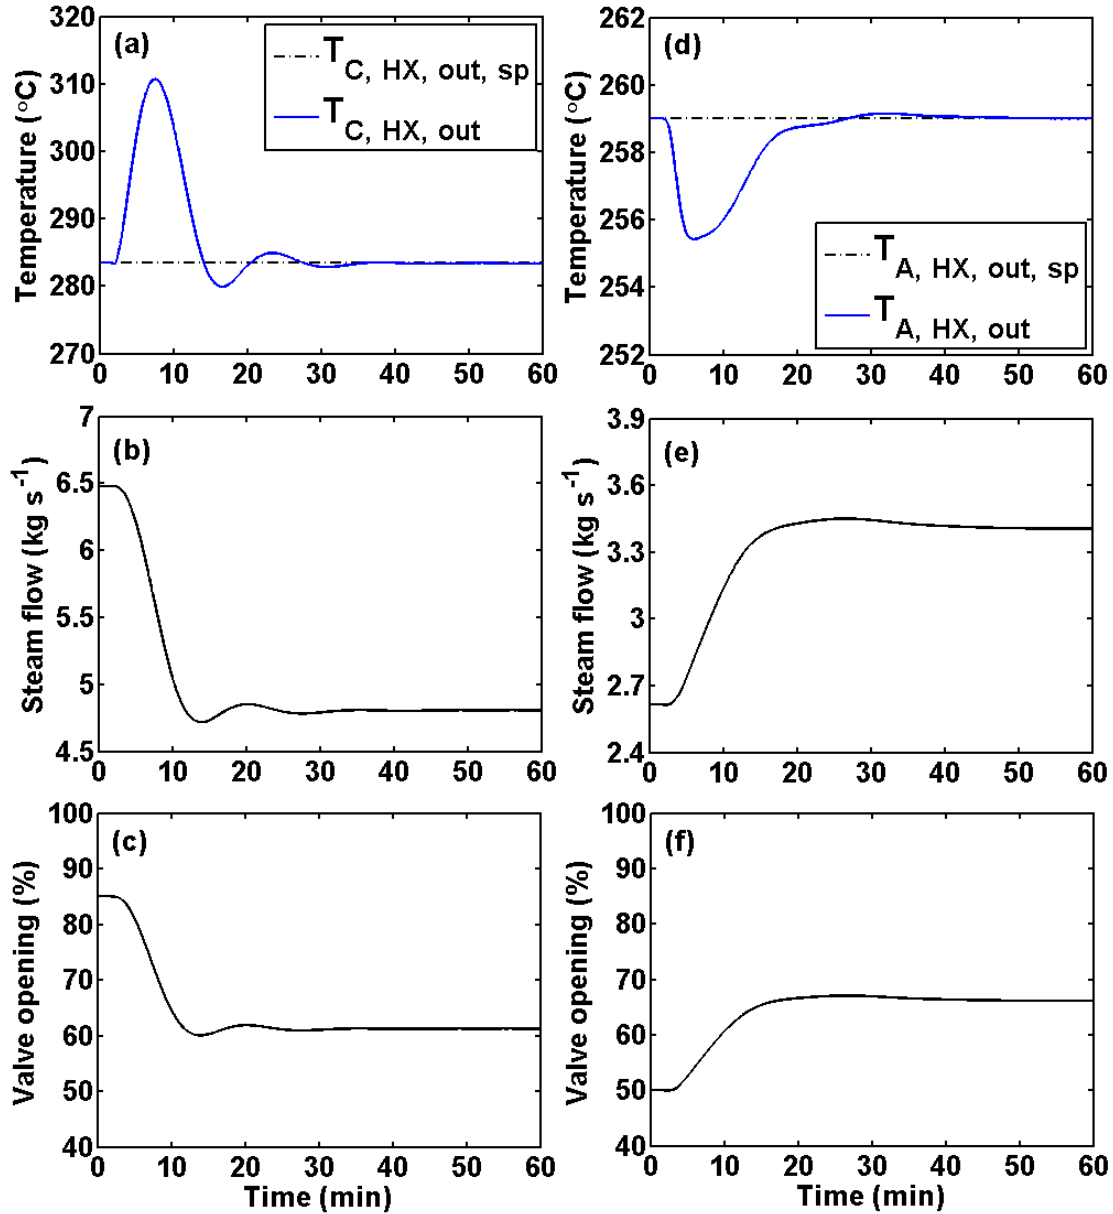 (a)
T C, HX, out, sp
T C, HX, out
Temperature (°C)
320
310
300
290
280
270
0 10 20 30 40 50 60
(d)
T A, HX, out, sp
T A, HX, out
Temperature (°C)
262
260
258
256
254
252
0 10 20 30 40 50 60
(b)
Steam flow (kg s-1)
7
6.5
6
5.5
5
4.5
0 10 20 30 40 50 60
(e)
Steam flow (kg s-1)
3.9
3.6
3.3
3
2.7
2.4
0 10 20 30 40 50 60
(c)
Valve opening (%)
100
90
80
70
60
50
40
0 10 20 30 40 50 60
Time (min)
(f)
Valve opening (%)
100
90
80
70
60
50
40
0 10 20 30 40 50 60
Time (min)